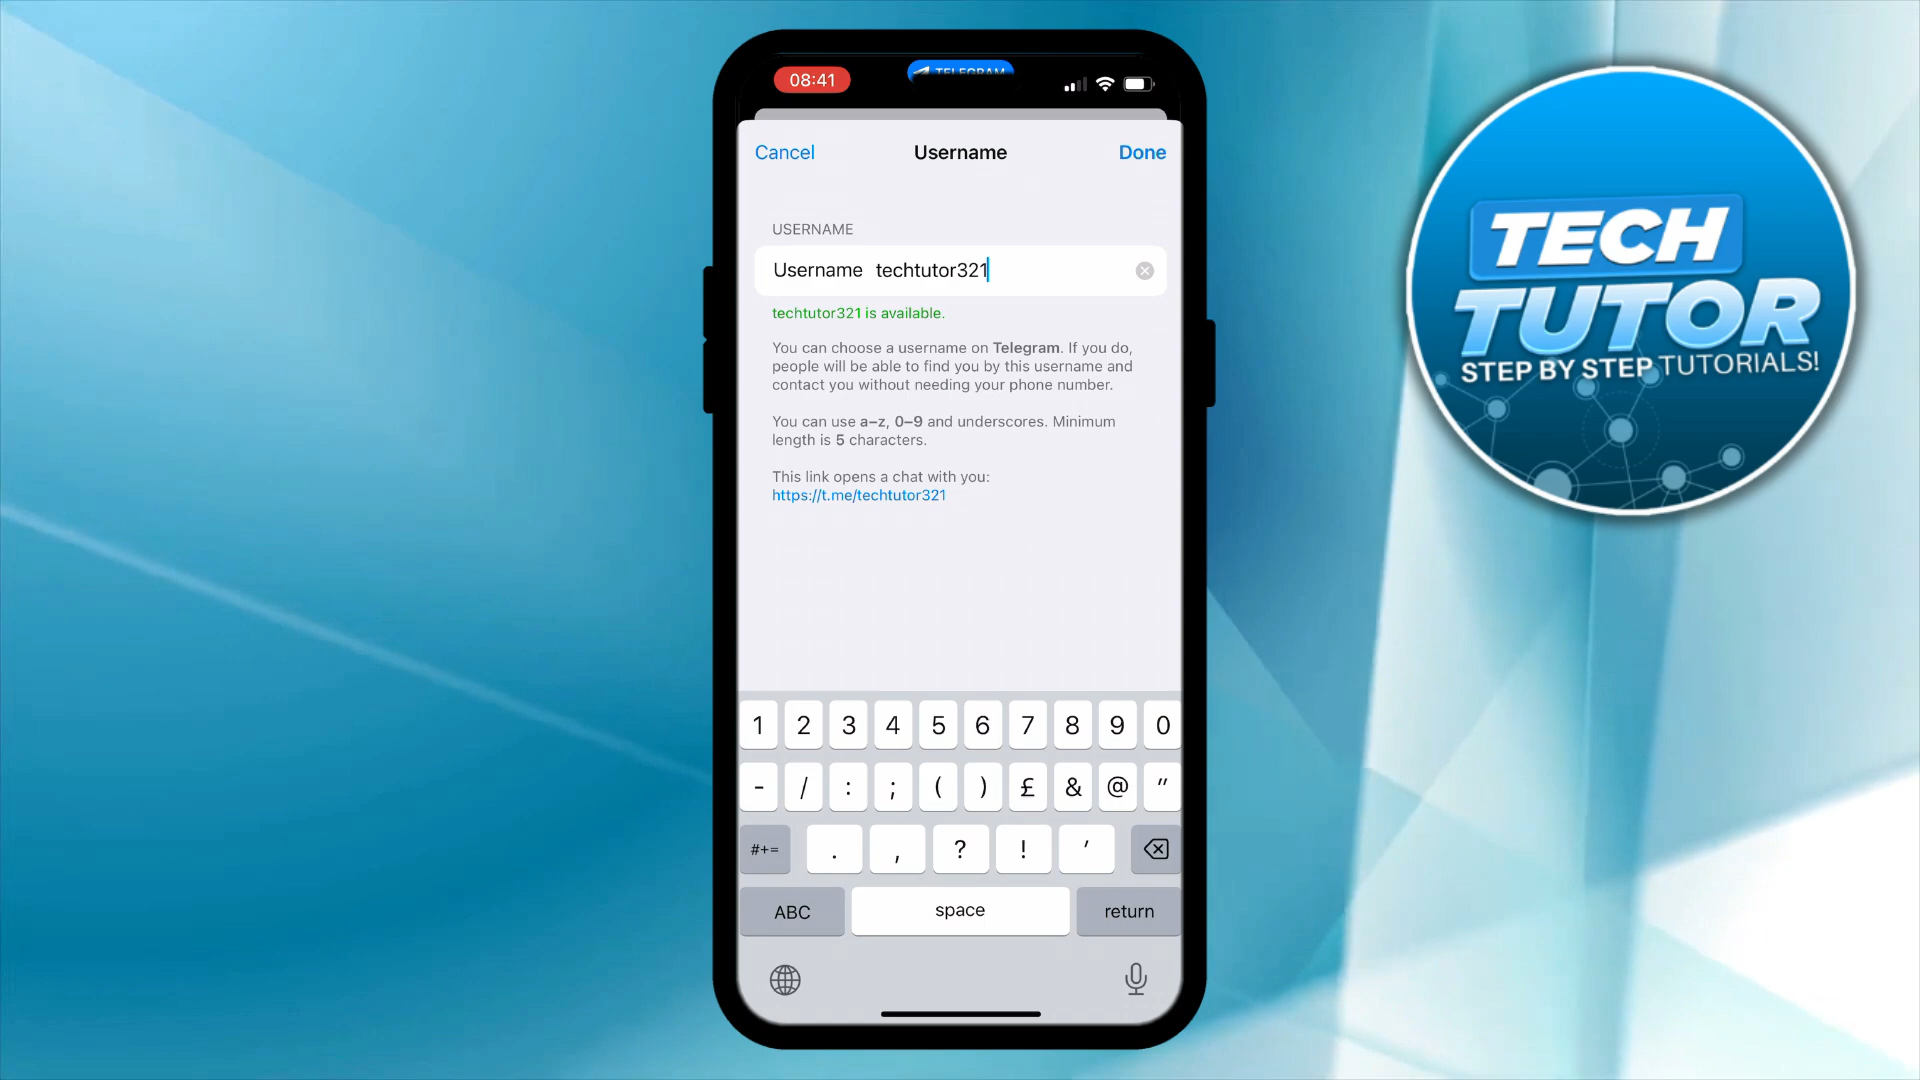 08:41
TELEGRAM
Cancel
Username
Done
USERNAME
Username techtutor321
techtutor321 is available.
You can choose a username on Telegram. If you do,
people will be able to find you by this username and
contact you without needing your phone number.
You can use a–z, 0–9 and underscores. Minimum
length is 5 characters.
This link opens a chat with you:
https://t.me/techtutor321
1 2 3 4 5 6 7 8 9 0
- / : ; ( ) £ & @ "
#+= . , ? ! '
ABC space return
TECH
TUTOR
STEP BY STEP TUTORIALS!